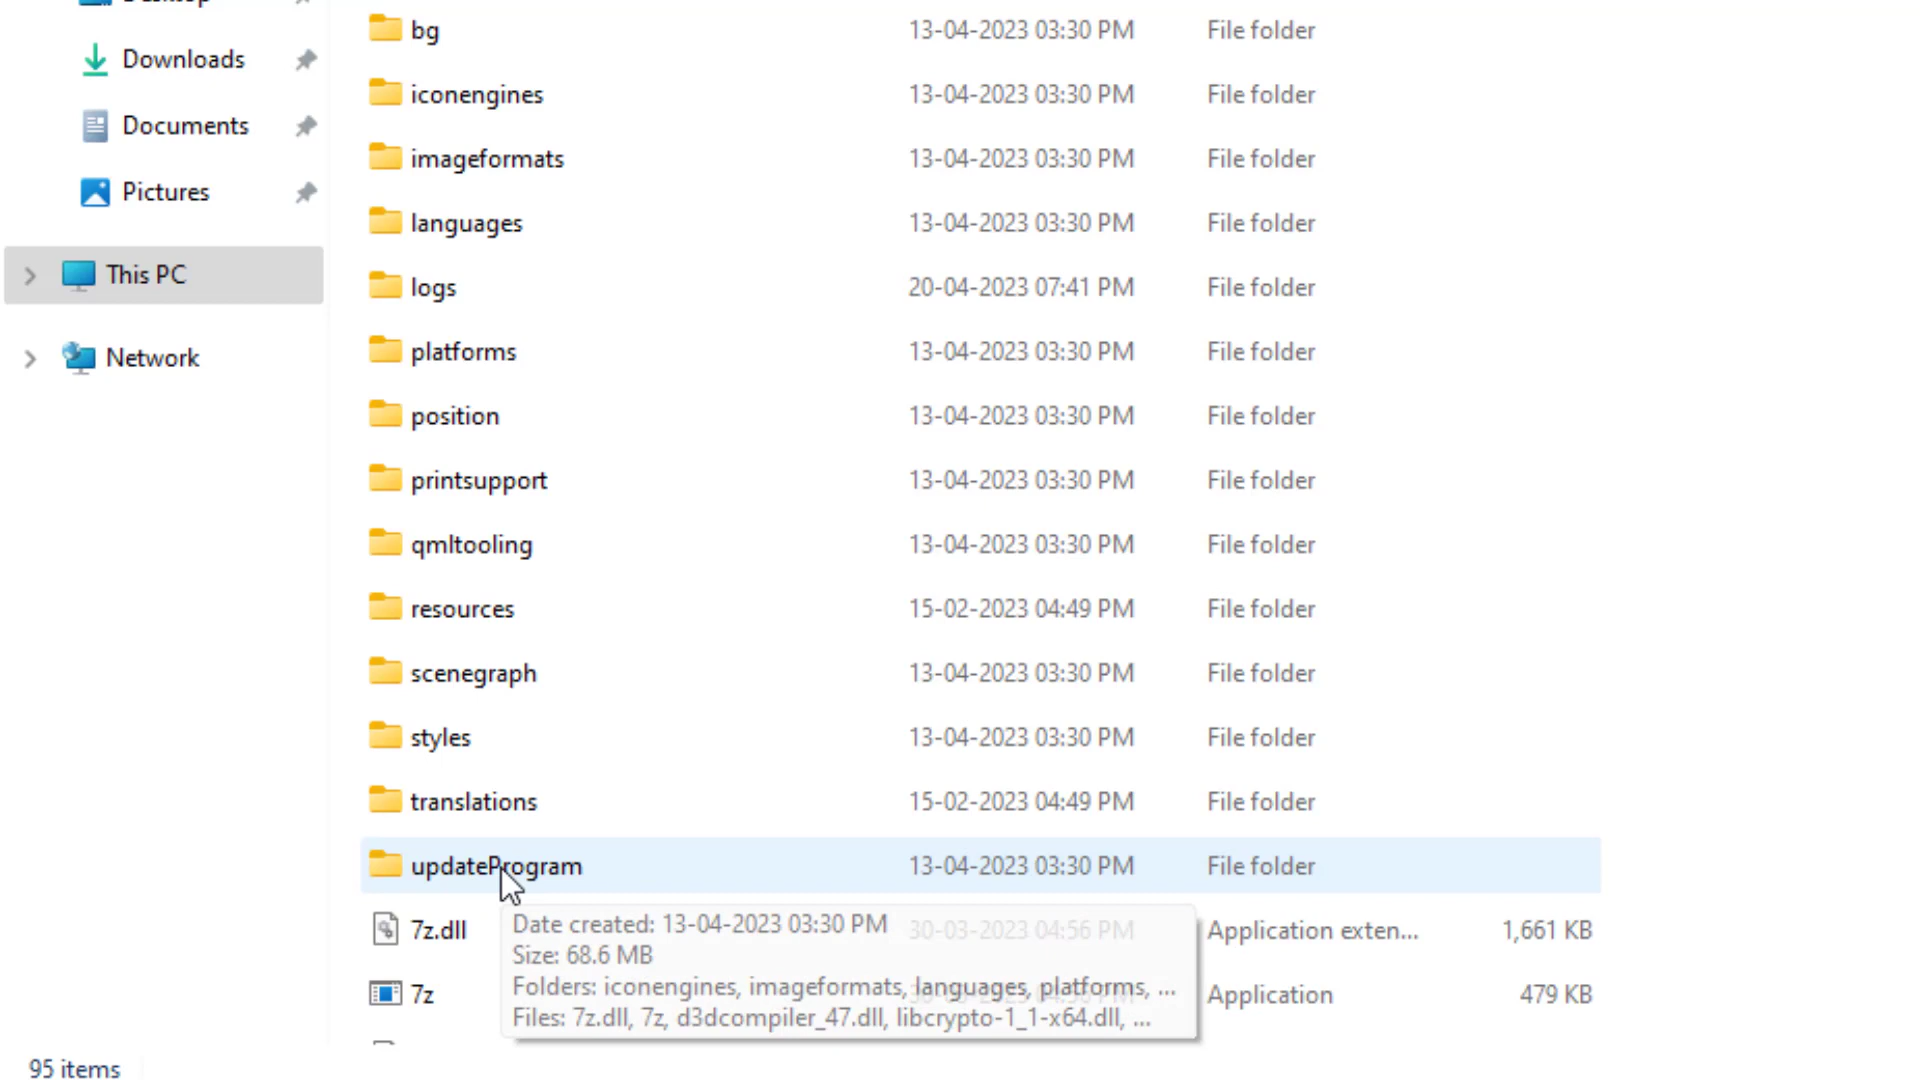 Desktop
bg 13-04-2023 03:30 PM File folder
Downloads
iconengines 13-04-2023 03:30 PM File folder
Documents
imageformats 13-04-2023 03:30 PM File folder
Pictures
languages 13-04-2023 03:30 PM File folder
This PC
logs 20-04-2023 07:41 PM File folder
Network
platforms 13-04-2023 03:30 PM File folder
position 13-04-2023 03:30 PM File folder
printsupport 13-04-2023 03:30 PM File folder
qmltooling 13-04-2023 03:30 PM File folder
resources 15-02-2023 04:49 PM File folder
scenegraph 13-04-2023 03:30 PM File folder
styles 13-04-2023 03:30 PM File folder
translations 15-02-2023 04:49 PM File folder
updateProgram 13-04-2023 03:30 PM File folder
7z.dll 30-03-2023 04:56 PM Application exten... 1,661 KB
Date created: 13-04-2023 03:30 PM
Size: 68.6 MB
7z Application 479 KB
Folders: iconengines, imageformats, languages, platforms, ...
Files: 7z.dll, 7z, d3dcompiler_47.dll, libcrypto-1_1-x64.dll, ...
95 items